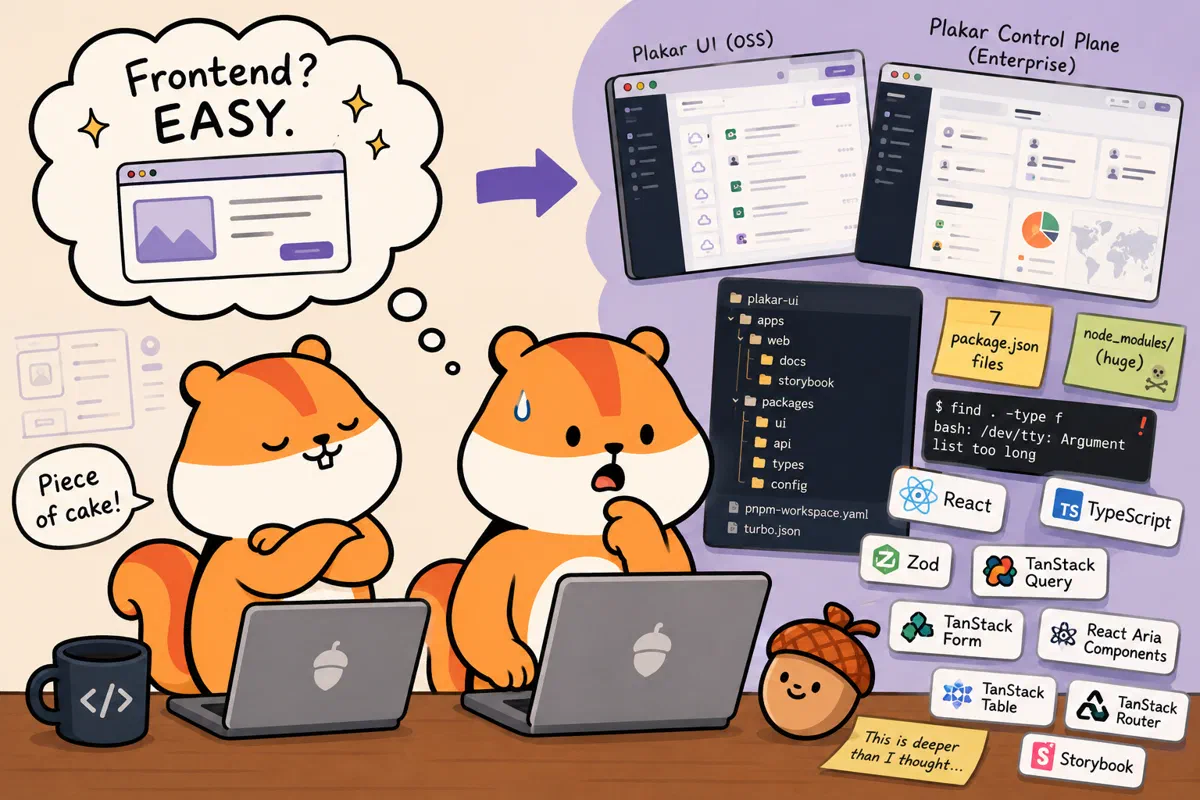 Frontend?
EASY.
Piece
of cake!
Plakar UI (OSS)
Plakar Control Plane
(Enterprise)
plakar-ui
apps
web
docs
storybook
packages
ui
api
types
config
pnpm-workspace.yaml
turbo.json
7
package.json
files
node_modules/
(huge)
$ find . -type f
bash: /dev/tty: Argument
list too long
!
React
TS TypeScript
Zod
TanStack
Query
TanStack
Form
React Aria
Components
TanStack
Table
TanStack
Router
S Storybook
This is deeper
than I thought...
</>